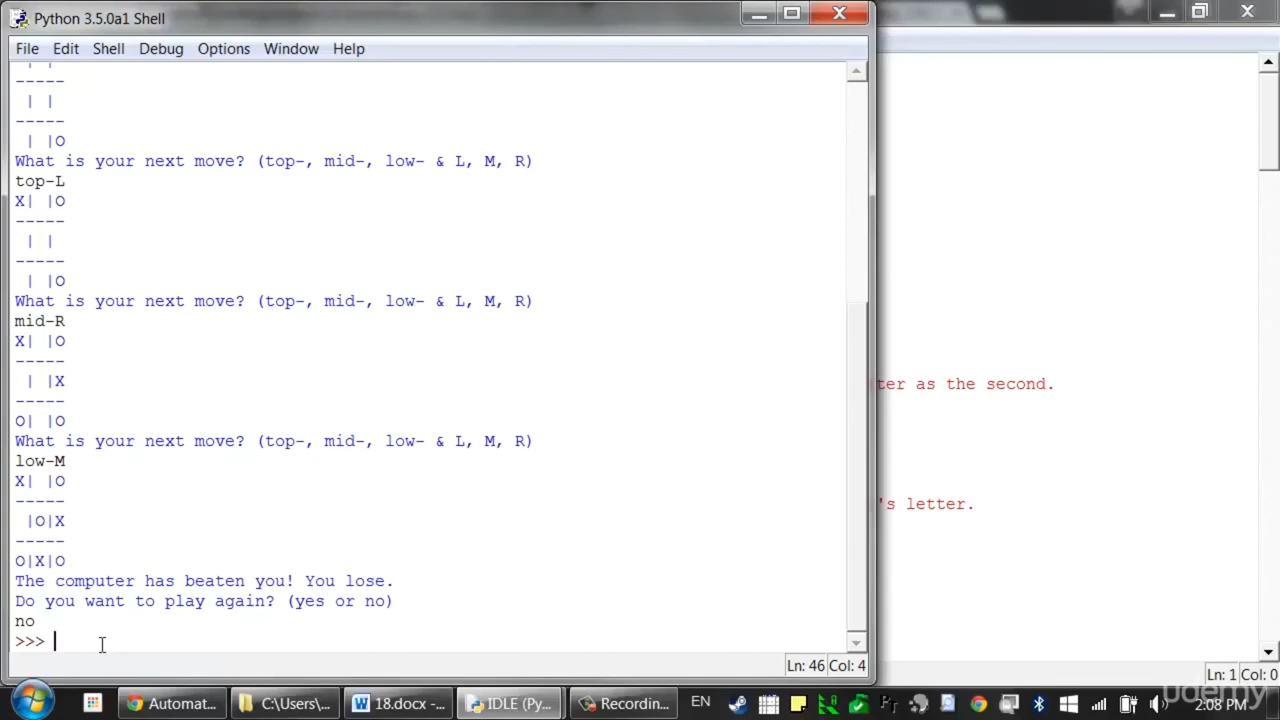 Python 3.5.0a1 Shell
File Edit Shell Debug Options Window Help
| |
-----
| |
-----
| |O
What is your next move? (top-, mid-, low- & L, M, R)
top-L
X| |O
-----
| |
-----
| |O
What is your next move? (top-, mid-, low- & L, M, R)
mid-R
X| |O
-----
| |X
-----
O| |O
What is your next move? (top-, mid-, low- & L, M, R)
low-M
X| |O
-----
|O|X
-----
O|X|O
The computer has beaten you! You lose.
Do you want to play again? (yes or no)
no
>>>
Ln: 46 Col: 4
ter as the second.
's letter.
Ln: 1 Col: 0
Automat... C:\Users\... 18.docx -... IDLE (Py... Recordin... EN 2:08 PM
udemy